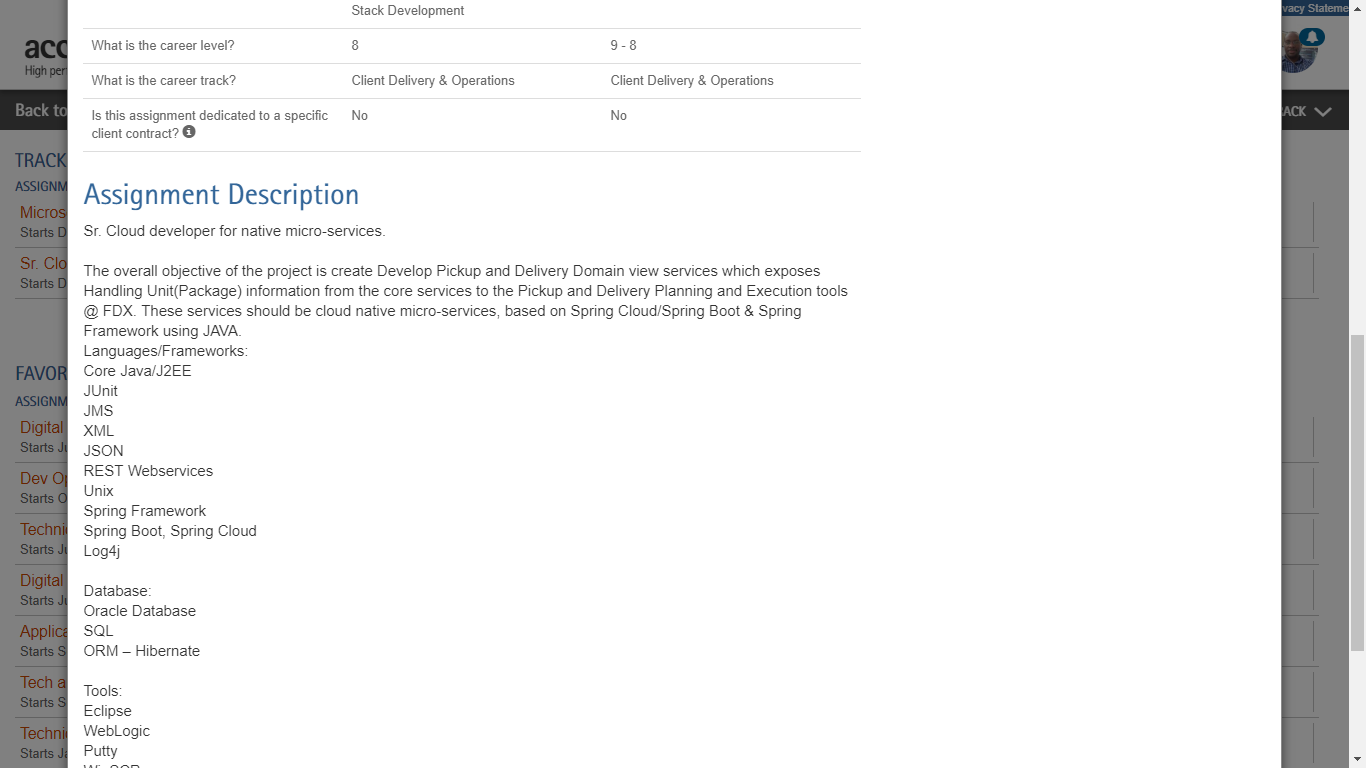 Stack Development
What is the career level? 8 9 - 8
What is the career track? Client Delivery & Operations Client Delivery & Operations
Is this assignment dedicated to a specific client contract? No No
Assignment Description
Sr. Cloud developer for native micro-services.
The overall objective of the project is create Develop Pickup and Delivery Domain view services which exposes
Handling Unit(Package) information from the core services to the Pickup and Delivery Planning and Execution tools
@ FDX. These services should be cloud native micro-services, based on Spring Cloud/Spring Boot & Spring
Framework using JAVA.
Languages/Frameworks:
Core Java/J2EE
JUnit
JMS
XML
JSON
REST Webservices
Unix
Spring Framework
Spring Boot, Spring Cloud
Log4j
Database:
Oracle Database
SQL
ORM – Hibernate
Tools:
Eclipse
WebLogic
Putty
acc
High per
Back to
TRACK
ASSIGNM
Micros
Starts D
Sr. Clo
Starts D
FAVOR
ASSIGNM
Digital
Starts Ju
Dev Op
Starts O
Techni
Starts Ju
Digital
Starts Ju
Applica
Starts S
Tech a
Starts S
Techni
Starts Ja
vacy Stateme
ACK